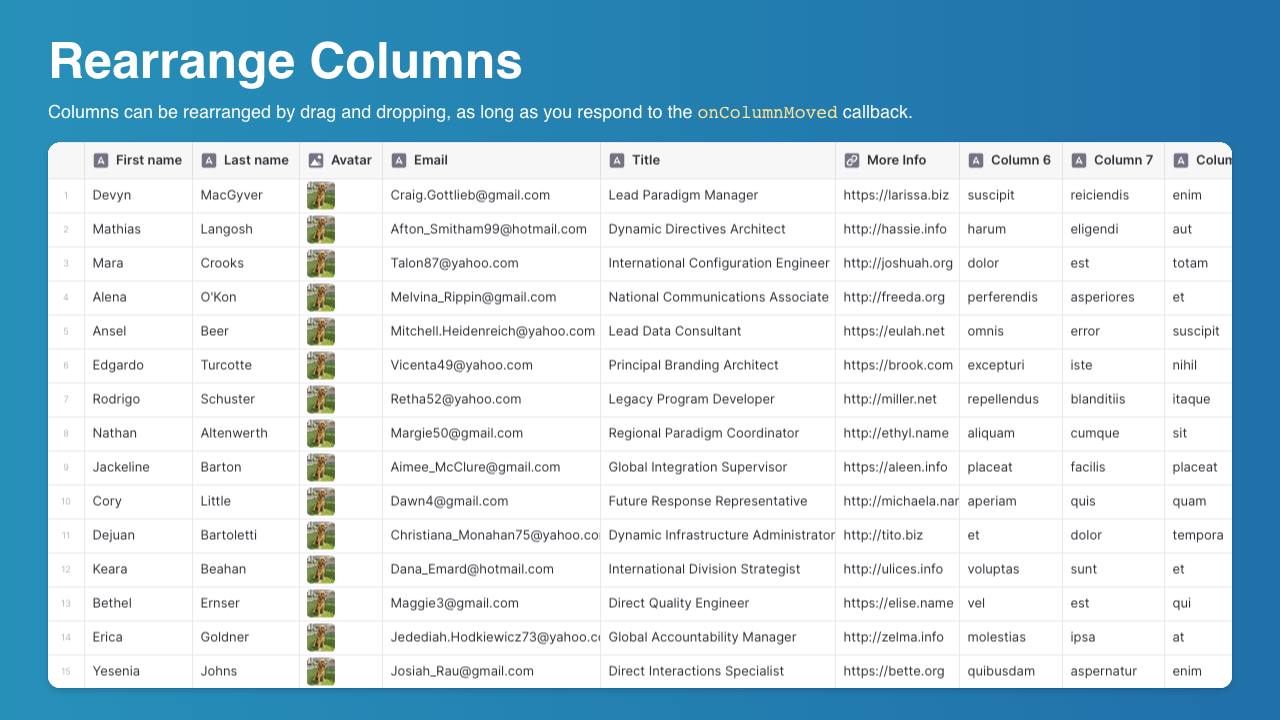 Rearrange Columns
Columns can be rearranged by drag and dropping, as long as you respond to the onColumnMoved callback.
First name Last name Avatar Email Title More Info Column 6 Column 7 Colum
1 Devyn MacGyver Craig.Gottlieb@gmail.com Lead Paradigm Manager https://larissa.biz suscipit reiciendis enim
2 Mathias Langosh Afton_Smitham99@hotmail.com Dynamic Directives Architect http://hassie.info harum eligendi aut
3 Mara Crooks Talon87@yahoo.com International Configuration Engineer http://joshuah.org dolor est totam
4 Alena O'Kon Melvina_Rippin@gmail.com National Communications Associate http://freeda.org perferendis asperiores et
5 Ansel Beer Mitchell.Heidenreich@yahoo.com Lead Data Consultant https://eulah.net omnis error suscipit
6 Edgardo Turcotte Vicenta49@yahoo.com Principal Branding Architect https://brook.com excepturi iste nihil
7 Rodrigo Schuster Retha52@yahoo.com Legacy Program Developer http://miller.net repellendus blanditiis itaque
8 Nathan Altenwerth Margie50@gmail.com Regional Paradigm Coordinator http://ethyl.name aliquam cumque sit
9 Jackeline Barton Aimee_McClure@gmail.com Global Integration Supervisor https://aleen.info placeat facilis placeat
10 Cory Little Dawn4@gmail.com Future Response Representative http://michaela.nar aperiam quis quam
11 Dejuan Bartoletti Christiana_Monahan75@yahoo.co Dynamic Infrastructure Administrator http://tito.biz et dolor tempora
12 Keara Beahan Dana_Emard@hotmail.com International Division Strategist http://ulices.info voluptas sunt et
13 Bethel Ernser Maggie3@gmail.com Direct Quality Engineer https://elise.name vel est qui
14 Erica Goldner Jedediah.Hodkiewicz73@yahoo.c Global Accountability Manager http://zelma.info molestias ipsa at
15 Yesenia Johns Josiah_Rau@gmail.com Direct Interactions Specialist https://bette.org quibusdam aspernatur enim